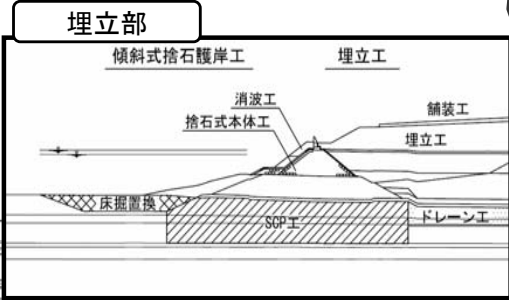 埋立部
傾斜式捨石護岸工
埋立工
消波工
捨石式本体工
舗装工
埋立工
床掘置換
SCP工
ドレーン工